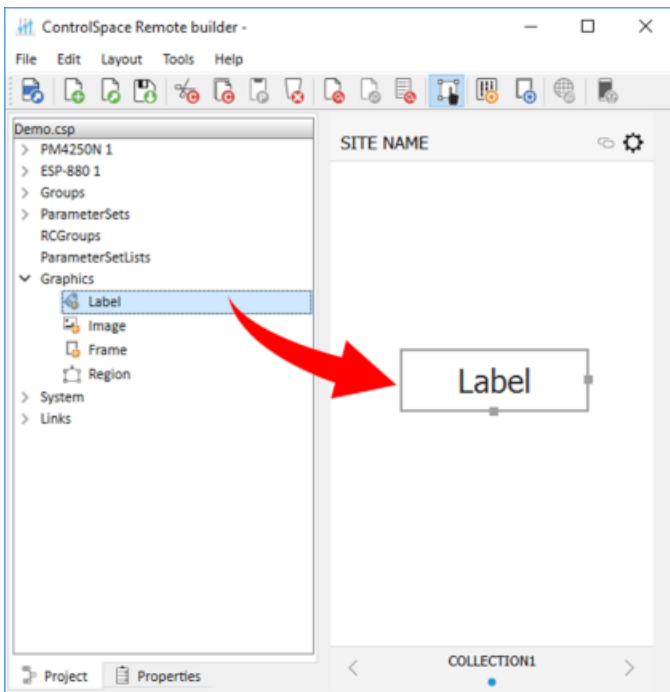 ControlSpace Remote builder -
File Edit Layout Tools Help
Demo.csp
PM4250N 1
ESP-880 1
Groups
ParameterSets
RCGroups
ParameterSetLists
Graphics
Label
Image
Frame
Region
System
Links
Project Properties
SITE NAME
Label
COLLECTION1